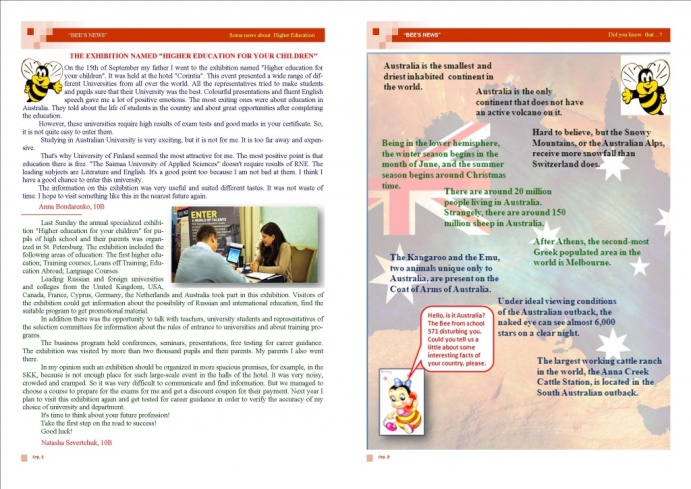 "BEE'S NEWS"
Some news about Higher Education
THE EXHIBITION NAMED "HIGHER EDUCATION FOR YOUR CHILDREN"
On the 15th of September my father I went to the exhibition named "Higher education for
your children". It was held at the hotel "Corintia". This event presented a wide range of dif-
ferent Universities from all over the world. All the representatives tried to make students
and pupils sure that their University was the best. Colourful presentations and fluent English
speech gave me a lot of positive emotions. The most exiting ones were about education in
Australia. They told about the life of students in the country and about great opportunities after completing
the education.
However, these universities require high results of exam tests and good marks in your certificate. So,
it is not quite easy to enter them.
Studying in Australian University is very exciting, but it is not for me. It is too far away and expen-
sive.
That's why University of Finland seemed the most attractive for me. The most positive point is that
education there is free. "The Saimaa University of Applied Sciences" doesn't require results of RNE. The
leading subjects are Literature and English. It's a good point too because I am not bad at them. I think I
have a good chance to enter this university.
The information on this exhibition was very useful and suited different tastes. It was not waste of
time. I hope to visit something like this in the nearest future again.
Anna Bondarenko, 10B
Last Sunday the annual specialized exhibi-
tion "Higher education for your children" for pu-
pils of high school and their parents was organ-
ized in St. Petersburg. The exhibition included the
following areas of education: The first higher edu-
cation; Training courses; Loans off Training; Edu-
cation Abroad; Language Courses.
Leading Russian and foreign universities
and colleges from the United Kingdom, USA,
Canada, France, Cyprus, Germany, the Netherlands and Australia took part in this exhibition. Visitors of
the exhibition could get information about the possibility of Russian and international education, find the
suitable program to get promotional material.
In addition there was the opportunity to talk with teachers, university students and representatives of
the selection committees for information about the rules of entrance to universities and about training pro-
grams.
The business program held conferences, seminars, presentations, free testing for career guidance.
The exhibition was visited by more than two thousand pupils and their parents. My parents I also went
there.
In my opinion such an exhibition should be organized in more spacious premises, for example, in the
SKK, because is not enough place for such large-scale event in the halls of the hotel. It was very noisy,
crowded and cramped. So it was very difficult to communicate and find information. But we managed to
choose a course to prepare for the exams for me and get a discount coupon for their payment. Next year I
plan to visit this exhibition again and get tested for career guidance in order to verify the accuracy of my
choice of university and department.
It's time to think about your future profession!
Take the first step on the road to success!
Good luck!
Natasha Severtchuk, 10B
ENTER
"BEE'S NEWS"
Did you know that...?
Australia is the smallest and
driest inhabited continent in
the world.
Australia is the only
continent that does not have
an active volcano on it.
Hard to believe, but the Snowy
Mountains, or the Australian Alps,
receive more snowfall than
Switzerland does.
Being in the lower hemisphere,
the winter season begins in the
month of June, and the summer
season begins around Christmas
time.
There are around 20 million
people living in Australia.
Strangely, there are around 150
million sheep in Australia.
After Athens, the second-most
Greek populated area in the
world is Melbourne.
The Kangaroo and the Emu,
two animals unique only to
Australia, are present on the
Coat of Arms of Australia.
Under ideal viewing conditions
of the Australian outback, the
naked eye can see almost 6,000
stars on a clear night.
Hello, is it Australia?
The Bee from school
571 disturbing you.
Could you tell us a
little about some
interesting facts of
your country, please.
The largest working cattle ranch
in the world, the Anna Creek
Cattle Station, is located in the
South Australian outback.